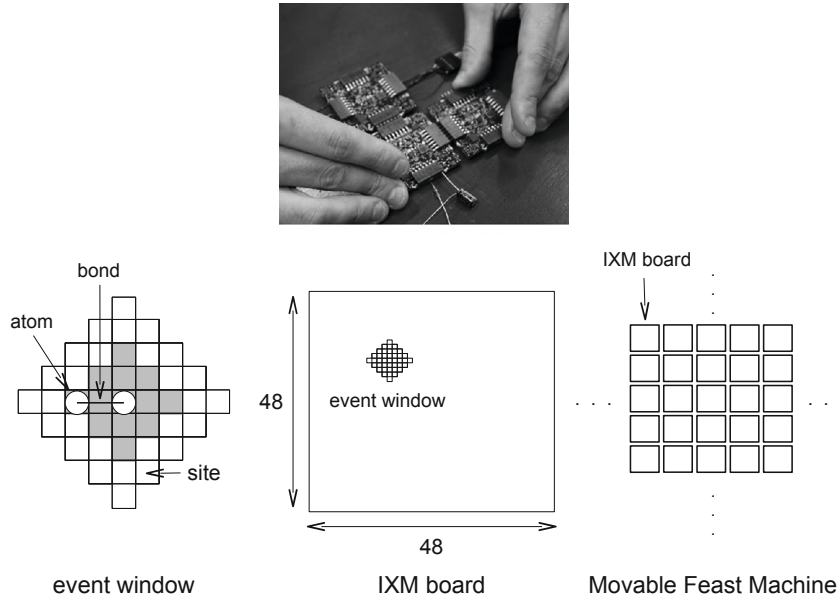 bond
atom
site
48
event window
48
IXM board
. . .
. . .
event window
IXM board
Movable Feast Machine